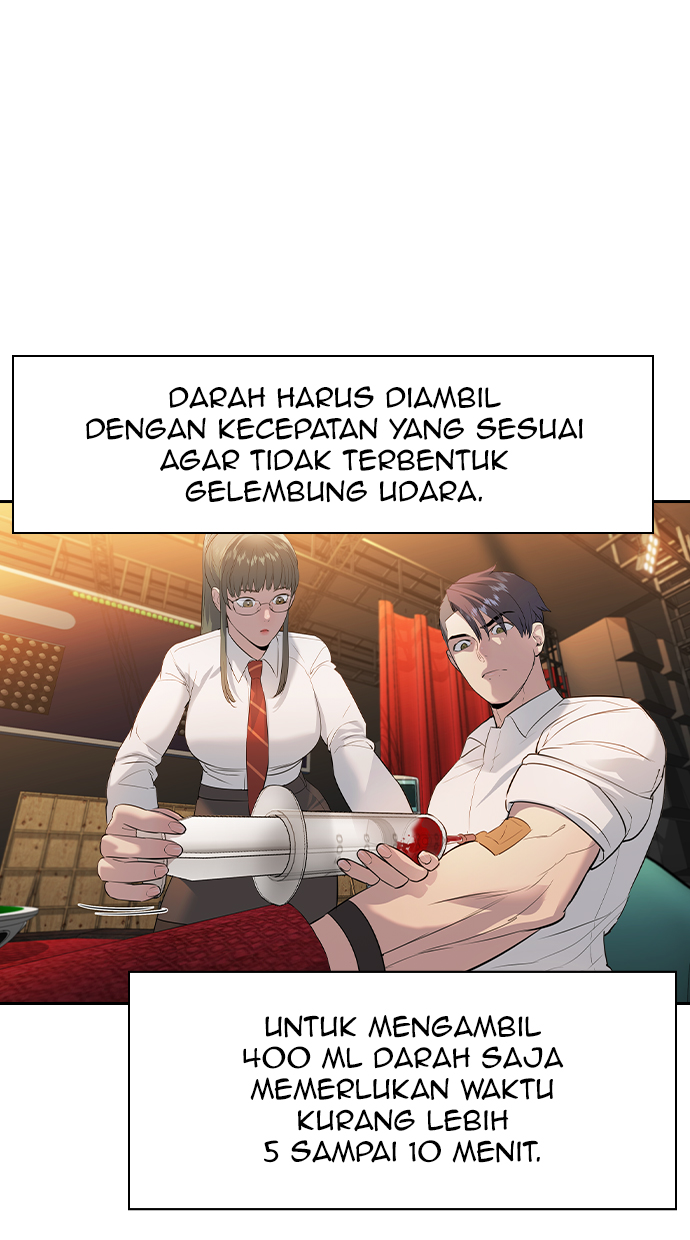 DARAH HARUS DIAMBIL
DENGAN KECEPATAN YANG SESUAI
AGAR TIDAK TERBENTUK
GELEMBUNG UDARA.
UNTUK MENGAMBIL
400 ML DARAH SAJA
MEMERLUKAN WAKTU
KURANG LEBIH
5 SAMPAI 10 MENIT.